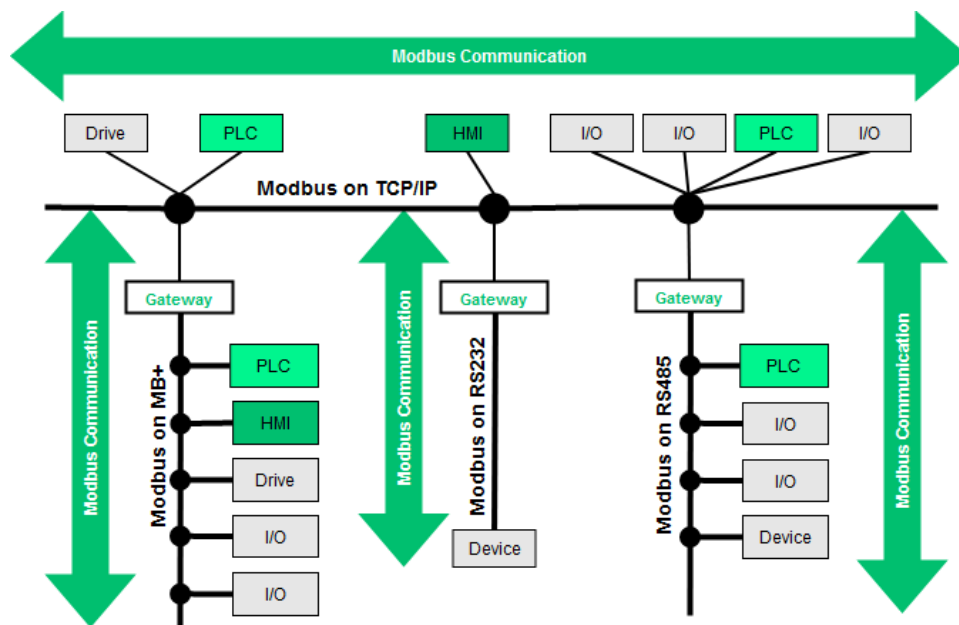 Modbus Communication
Drive
PLC
HMI
I/O
I/O
PLC
I/O
Modbus on TCP/IP
Gateway
Gateway
Gateway
Modbus Communication
Modbus on MB+
PLC
HMI
Drive
I/O
I/O
Modbus Communication
Modbus on RS232
Device
Modbus on RS485
PLC
I/O
I/O
Device
Modbus Communication